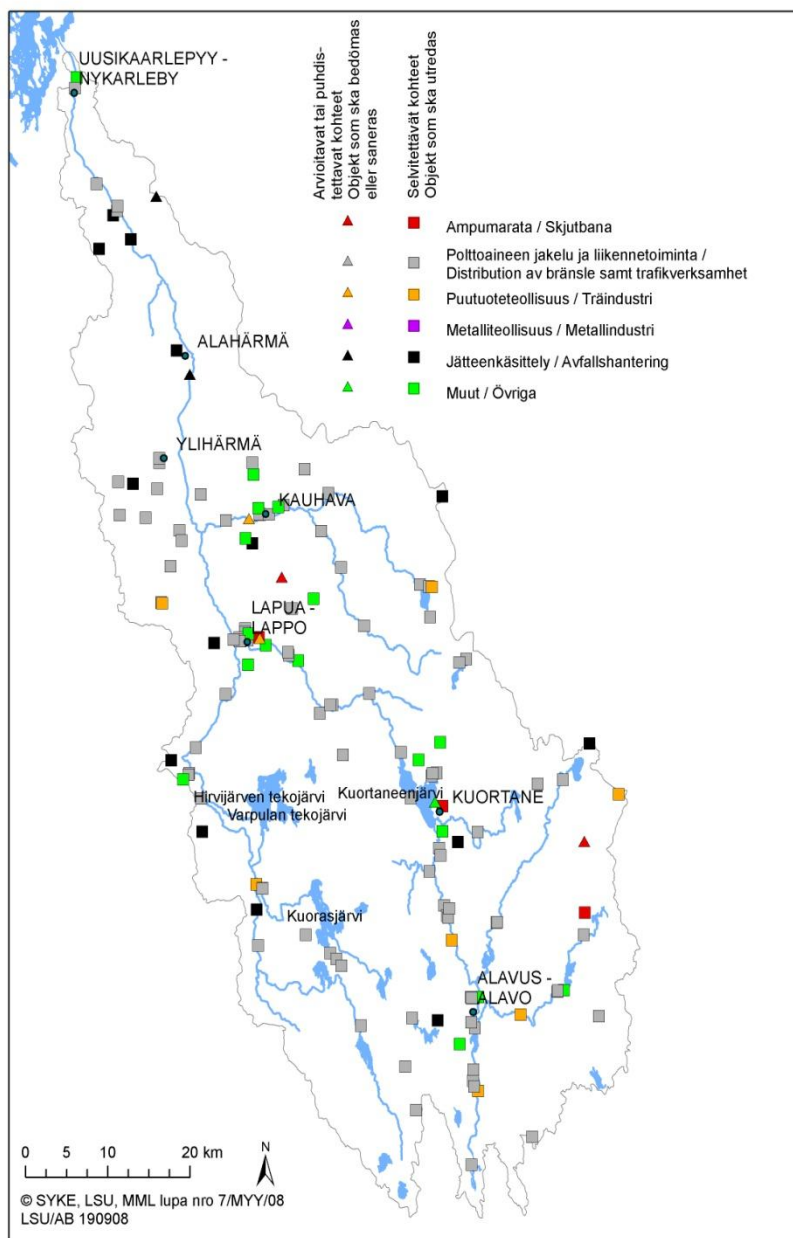 UUSIKAARLEPYY -
NYKARLEBY
Arvioitavat tai puhdis-
tettavat kohteet
Objekt som ska bedömas
eller saneras
Selvitettävät kohteet
Objekt som ska utredas
Ampumarata / Skjutbana
Polttoaineen jakelu ja liikennetoiminta /
Distribution av bränsle samt trafikverksamhet
Puutuoteteollisuus / Träindustri
Metalliteollisuus / Metallindustri
Jätteenkäsittely / Avfallshantering
Muut / Övriga
ALAHÄRMÄ
YLIHÄRMÄ
KAUHAVA
LAPUA -
LAPPO
Hirvijärven tekojärvi
Varpulan tekojärvi
Kuortaneenjärvi
KUORTANE
Kuorasjärvi
ALAVUS -
ALAVO
0 5 10 20 km
N
© SYKE, LSU, MML lupa nro 7/MYY/08
LSU/AB 190908